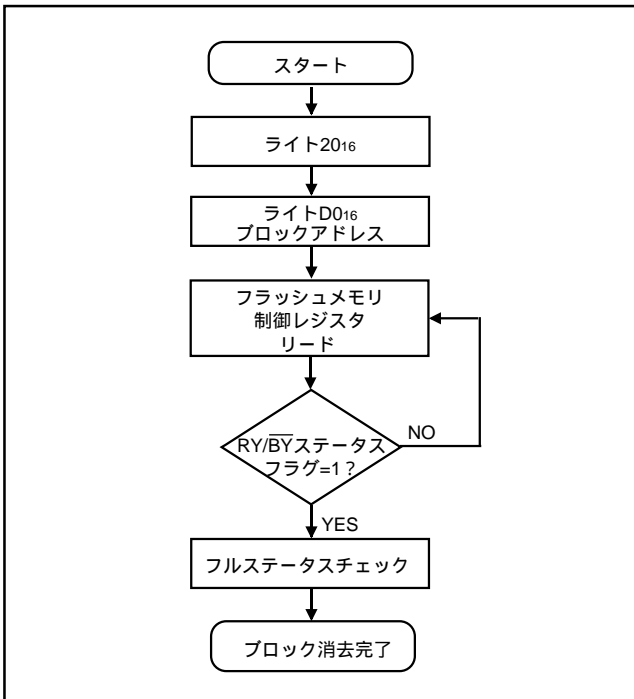 スタート
ライト20₁₆
ライトD0₁₆
ブロックアドレス
フラッシュメモリ
制御レジスタ
リード
RY/B̅Y̅ステータス
フラグ=1？
NO
YES
フルステータスチェック
ブロック消去完了